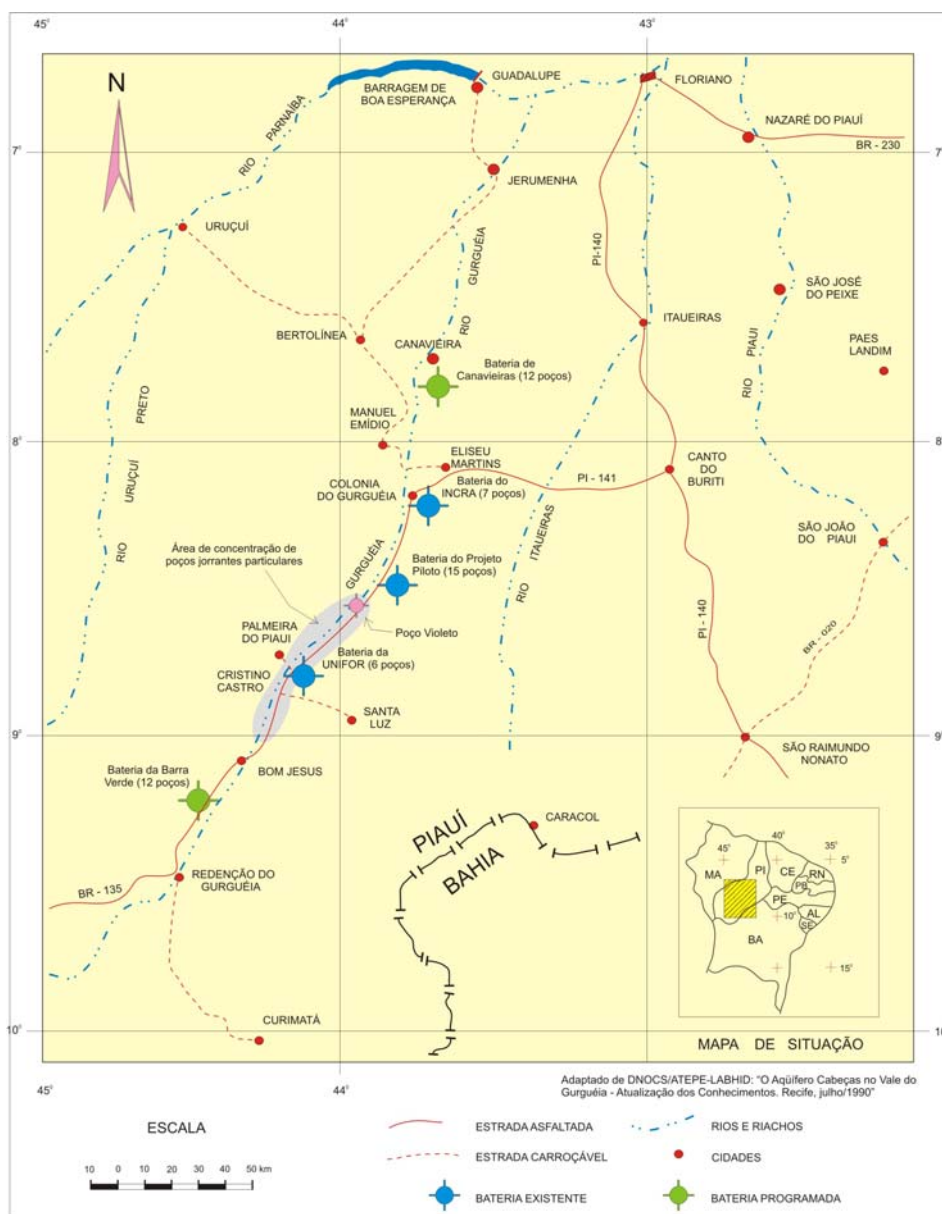 45°
44°
43°
N
GUADALUPE
BARRAGEM DE
BOA ESPERANÇA
FLORIANO
NAZARÉ DO PIAUÍ
BR - 230
RIO PARNAÍBA
7°
7°
JERUMENHA
URUÇUÍ
RIO GURGUÉIA
PI-140
SÃO JOSÉ
DO PEIXE
ITAUEIRAS
BERTOLÍNEA
CANAVIEIRA
Bateria de
Canavieiras (12 poços)
PAES
LANDIM
RIO PIAUI
RIO URUÇUÍ PRETO
MANUEL
EMÍDIO
8°
8°
ELISEU
MARTINS
COLONIA
DO GURGUÉIA
Bateria do
INCRA (7 poços)
PI - 141
CANTO
DO
BURITI
SÃO JOÃO
DO PIAUI
RIO ITAUEIRAS
Área de concentração de
poços jorrantes particulares
GURGUÉIA
Bateria do Projeto
Piloto (15 poços)
PALMEIRA
DO PIAUI
Poço Violeto
PI - 140
BR - 020
CRISTINO
CASTRO
Bateria da
UNIFOR (6 poços)
SANTA
LUZ
9°
9°
SÃO RAIMUNDO
NONATO
BOM JESUS
Bateria da Barra
Verde (12 poços)
CARACOL
PIAUÍ
BAHIA
REDENÇÃO DO
GURGUÉIA
BR - 135
45°
40°
35°
5°
MA
PI
CE
RN
PB
PE
AL
SE
10°
BA
15°
CURIMATÁ
10°
10
MAPA DE SITUAÇÃO
45°
44°
43°
Adaptado de DNOCS/ATEPE-LABHID: "O Aqüífero Cabeças no Vale do
Gurguéia - Atualização dos Conhecimentos. Recife, julho/1990"
ESCALA
10 0 10 20 30 40 50 km
ESTRADA ASFALTADA
RIOS E RIACHOS
ESTRADA CARROÇÁVEL
CIDADES
BATERIA EXISTENTE
BATERIA PROGRAMADA